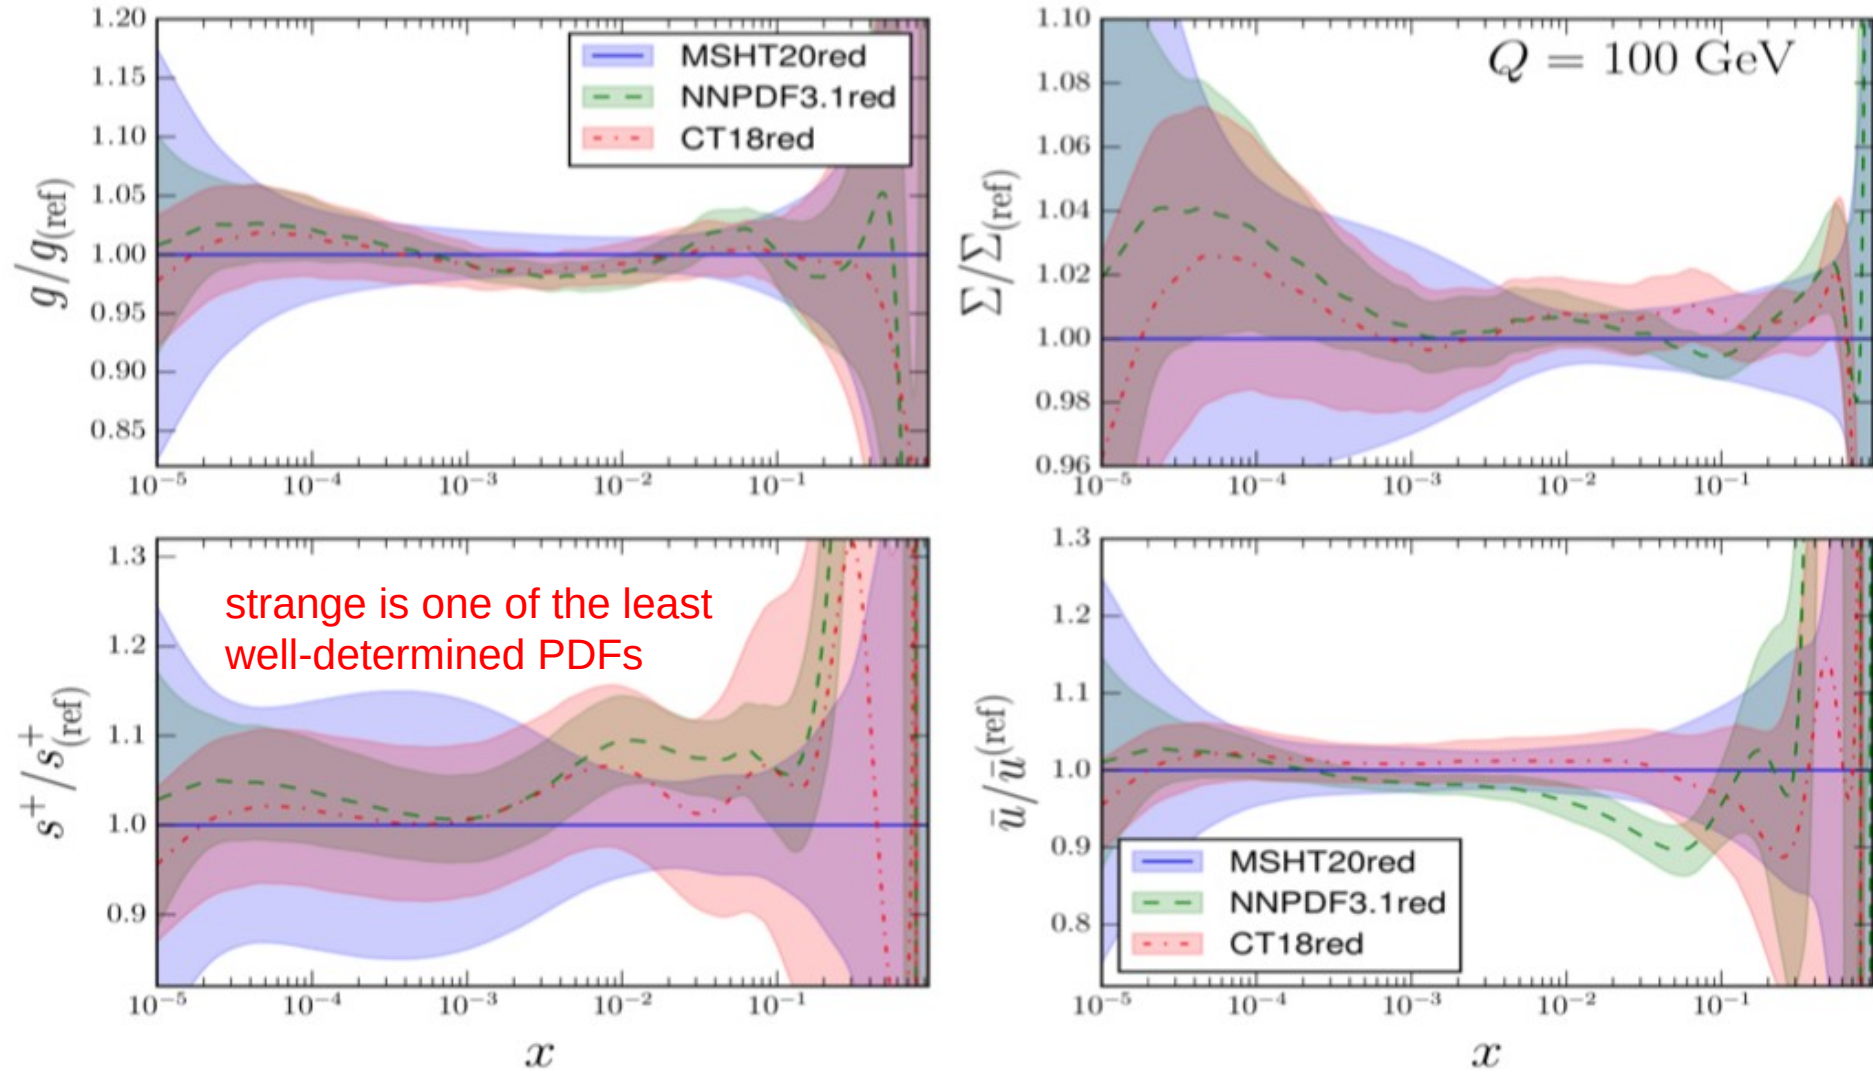 1.20
1.15
1.10
1.05
1.00
0.95
0.90
0.85
g/g(ref)
MSHT20red
NNPDF3.1red
CT18red
10⁻⁵ 10⁻⁴ 10⁻³ 10⁻² 10⁻¹
1.10
1.08
1.06
1.04
1.02
1.00
0.98
0.96
Σ/Σ(ref)
Q = 100 GeV
10⁻⁵ 10⁻⁴ 10⁻³ 10⁻² 10⁻¹
1.3
1.2
1.1
1.0
0.9
s⁺/s⁺(ref)
strange is one of the least
well-determined PDFs
10⁻⁵ 10⁻⁴ 10⁻³ 10⁻² 10⁻¹
x
1.3
1.2
1.1
1.0
0.9
0.8
ū/ū(ref)
MSHT20red
NNPDF3.1red
CT18red
10⁻⁵ 10⁻⁴ 10⁻³ 10⁻² 10⁻¹
x